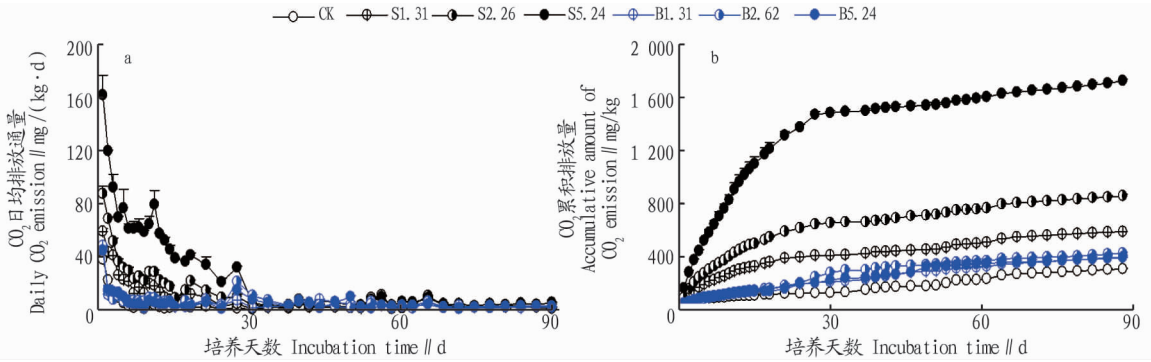 CK S1.31 S2.26 S5.24 B1.31 B2.62 B5.24
a
CO2日均排放通量
Daily CO2 emission∥mg/(kg·d)
200
160
120
80
40
0
0 30 60 90
培养天数 Incubation time∥d
b
CO2累积排放量
Accumulative amount of
CO2 emission∥mg/kg
2 000
1 600
1 200
800
400
0 30 60 90
培养天数 Incubation time∥d